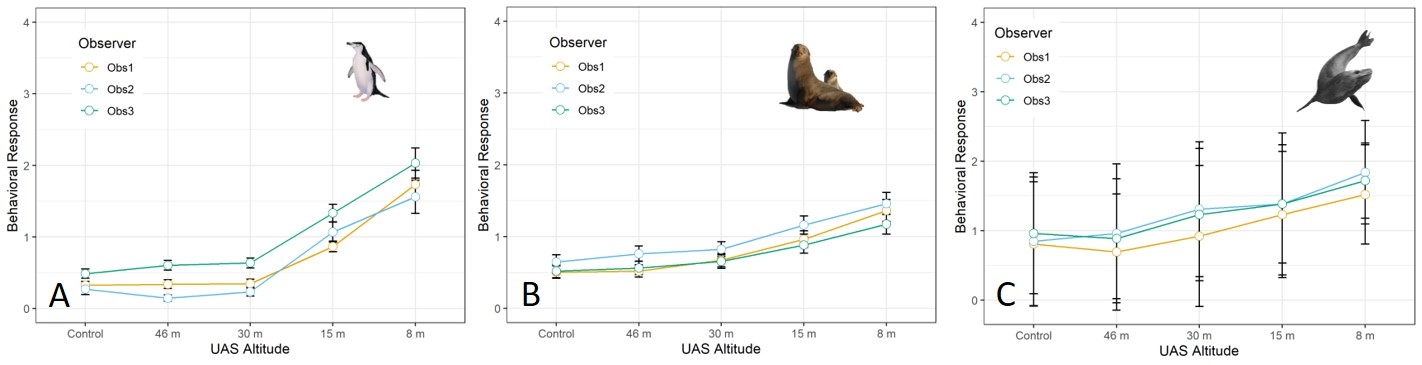 4
3
2
1
0
Behavioral Response
Observer
Obs1
Obs2
Obs3
A
Control 46 m 30 m 15 m 8 m
UAS Altitude
4
3
2
1
0
Behavioral Response
Observer
Obs1
Obs2
Obs3
B
Control 46 m 30 m 15 m 8 m
UAS Altitude
4
3
2
1
0
Behavioral Response
Observer
Obs1
Obs2
Obs3
C
Control 46 m 30 m 15 m 8 m
UAS Altitude